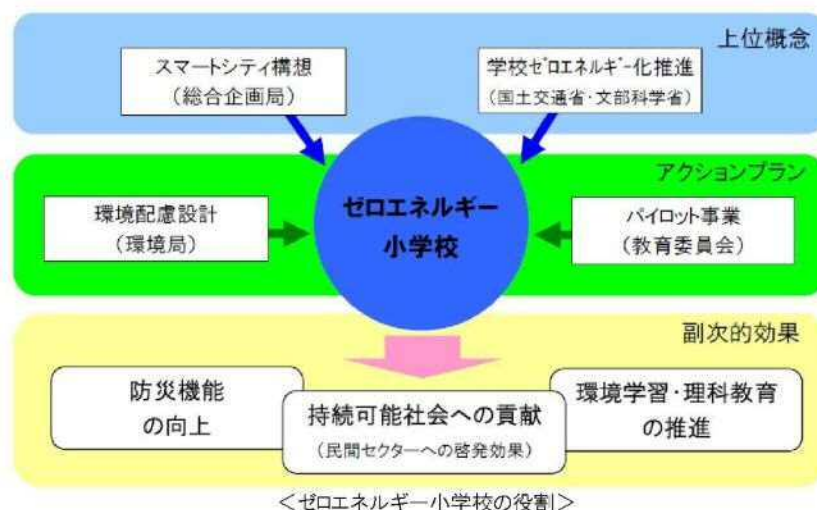 上位概念
スマートシティ構想
（総合企画局）
学校ｾﾞﾛｴﾈﾙｷﾞｰ化推進
（国土交通省・文部科学省）
アクションプラン
環境配慮設計
（環境局）
ゼロエネルギー
小学校
パイロット事業
（教育委員会）
副次的効果
防災機能
の向上
持続可能社会への貢献
（民間セクターへの啓発効果）
環境学習・理科教育
の推進
＜ゼロエネルギー小学校の役割＞